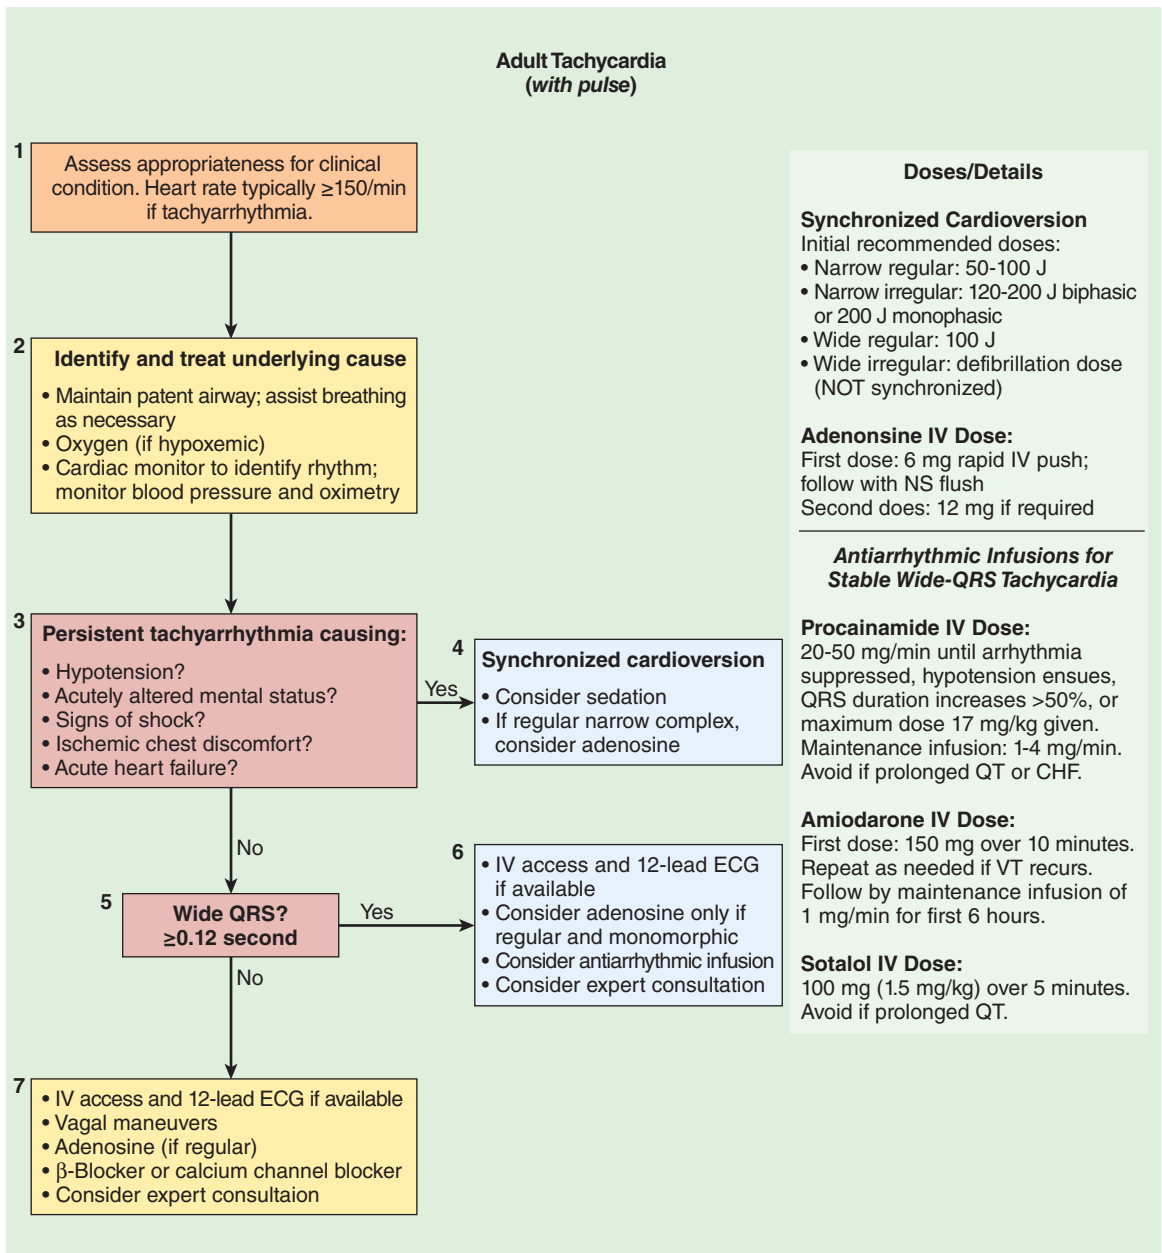 Adult Tachycardia
(with pulse)
1
Assess appropriateness for clinical
condition. Heart rate typically ≥150/min
if tachyarrhythmia.
2
Identify and treat underlying cause
• Maintain patent airway; assist breathing
as necessary
• Oxygen (if hypoxemic)
• Cardiac monitor to identify rhythm;
monitor blood pressure and oximetry
3
Persistent tachyarrhythmia causing:
• Hypotension?
• Acutely altered mental status?
• Signs of shock?
• Ischemic chest discomfort?
• Acute heart failure?
Yes
4
Synchronized cardioversion
• Consider sedation
• If regular narrow complex,
consider adenosine
No
5
Wide QRS?
≥0.12 second
Yes
6
• IV access and 12-lead ECG
if available
• Consider adenosine only if
regular and monomorphic
• Consider antiarrhythmic infusion
• Consider expert consultation
No
7
• IV access and 12-lead ECG if available
• Vagal maneuvers
• Adenosine (if regular)
• β-Blocker or calcium channel blocker
• Consider expert consultaion
Doses/Details
Synchronized Cardioversion
Initial recommended doses:
• Narrow regular: 50-100 J
• Narrow irregular: 120-200 J biphasic
or 200 J monophasic
• Wide regular: 100 J
• Wide irregular: defibrillation dose
(NOT synchronized)
Adenonsine IV Dose:
First dose: 6 mg rapid IV push;
follow with NS flush
Second does: 12 mg if required
Antiarrhythmic Infusions for
Stable Wide-QRS Tachycardia
Procainamide IV Dose:
20-50 mg/min until arrhythmia
suppressed, hypotension ensues,
QRS duration increases >50%, or
maximum dose 17 mg/kg given.
Maintenance infusion: 1-4 mg/min.
Avoid if prolonged QT or CHF.
Amiodarone IV Dose:
First dose: 150 mg over 10 minutes.
Repeat as needed if VT recurs.
Follow by maintenance infusion of
1 mg/min for first 6 hours.
Sotalol IV Dose:
100 mg (1.5 mg/kg) over 5 minutes.
Avoid if prolonged QT.